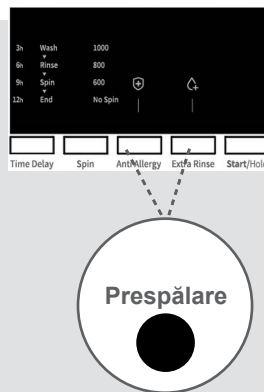 3h Wash 1000
6h Rinse 800
9h Spin 600
12h End No Spin
Time Delay Spin Anti Allergy Extra Rinse Start/Hold
Prespălare